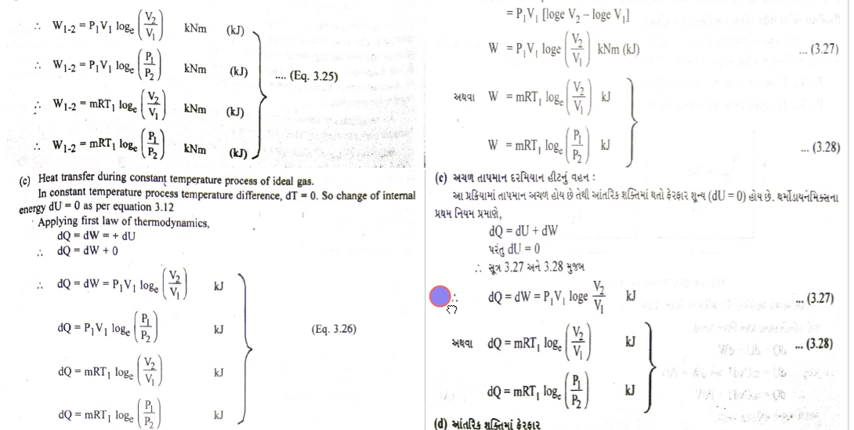 ∴ W₁₋₂ = P₁V₁ logₑ (V₂/V₁) kNm (kJ)
∴ W₁₋₂ = P₁V₁ logₑ (P₁/P₂) kNm (kJ)
.... (Eq. 3.25)
∴ W₁₋₂ = mRT₁ logₑ (V₂/V₁) kNm (kJ)
∴ W₁₋₂ = mRT₁ logₑ (P₁/P₂) kNm (kJ)
(c) Heat transfer during constant temperature process of ideal gas.
In constant temperature process temperature difference, dT = 0. So change of internal
energy dU = 0 as per equation 3.12
Applying first law of thermodynamics,
dQ = dW = + dU
∴ dQ = dW + 0
∴ dQ = dW = P₁V₁ logₑ (V₂/V₁) kJ
dQ = P₁V₁ logₑ (P₁/P₂) kJ
(Eq. 3.26)
dQ = mRT₁ logₑ (V₂/V₁) kJ
dQ = mRT₁ logₑ (P₁/P₂) kJ
= P₁V₁ [loge V₂ – loge V₁]
W = P₁V₁ loge (V₂/V₁) kNm (kJ) ... (3.27)
અથવા W = mRT₁ logₑ (V₂/V₁) kJ
W = mRT₁ logₑ (P₁/P₂) kJ ... (3.28)
(c) અચળ તાપમાન દરમિયાન હીટનું વહન :
આ પ્રક્રિયામાં તાપમાન અચળ હોય છે તેથી આંતરિક શક્તિમાં થતો ફેરફાર શૂન્ય (dU = 0) હોય છે. થર્મોડાયનેમિક્સના
પ્રથમ નિયમ પ્રમાણે,
dQ = dU + dW
પરંતુ dU = 0
∴ સૂત્ર 3.27 અને 3.28 મુજબ
∴ dQ = dW = P₁V₁ loge V₂/V₁ kJ ... (3.27)
અથવા dQ = mRT₁ logₑ (V₂/V₁) kJ ... (3.28)
dQ = mRT₁ logₑ (P₁/P₂) kJ
(d) આંતરિક શક્તિમાં ફેરફાર